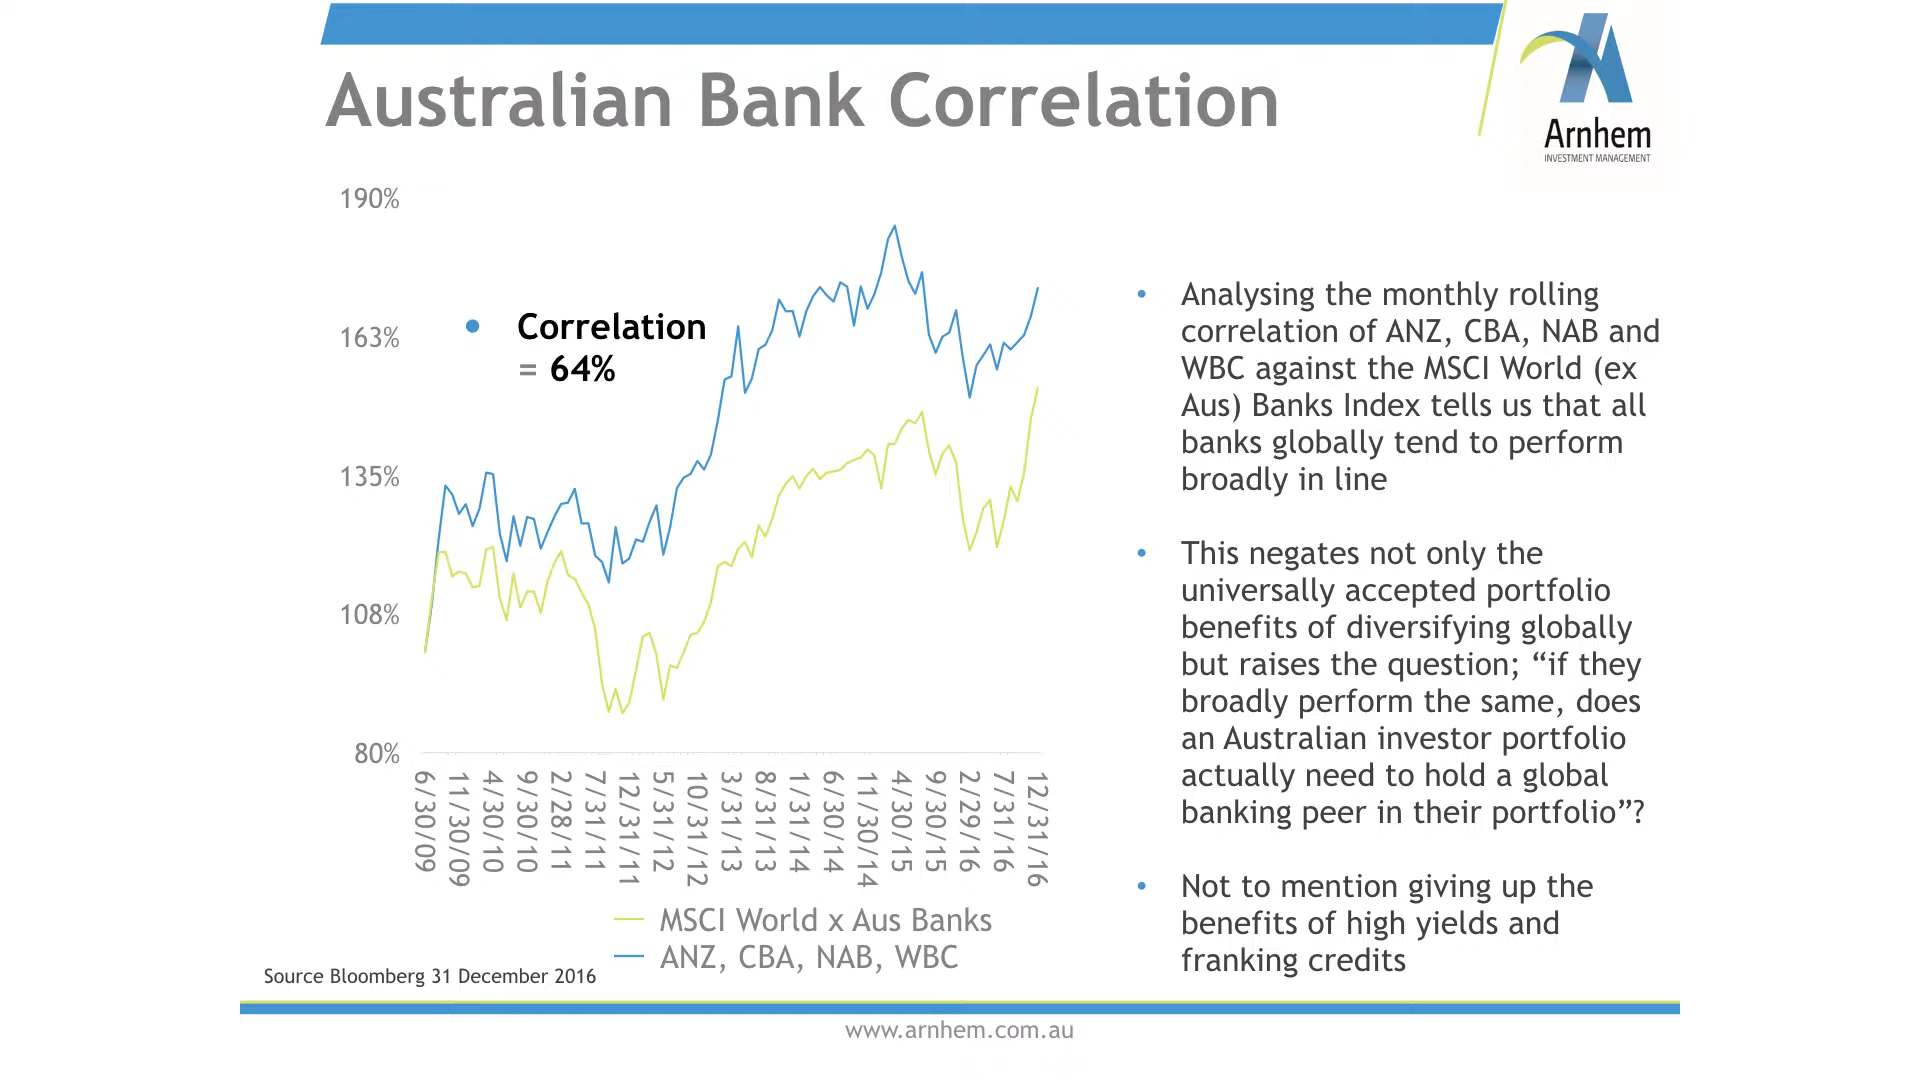 Australian Bank Correlation
Arnhem
INVESTMENT MANAGEMENT
190%
163%
135%
108%
80%
• Correlation
= 64%
6/30/09
11/30/09
4/30/10
9/30/10
2/28/11
7/31/11
12/31/11
5/31/12
10/31/12
3/31/13
8/31/13
1/31/14
6/30/14
11/30/14
4/30/15
9/30/15
2/29/16
7/31/16
12/31/16
MSCI World x Aus Banks
ANZ, CBA, NAB, WBC
Source Bloomberg 31 December 2016
• Analysing the monthly rolling
correlation of ANZ, CBA, NAB and
WBC against the MSCI World (ex
Aus) Banks Index tells us that all
banks globally tend to perform
broadly in line
• This negates not only the
universally accepted portfolio
benefits of diversifying globally
but raises the question; “if they
broadly perform the same, does
an Australian investor portfolio
actually need to hold a global
banking peer in their portfolio”?
• Not to mention giving up the
benefits of high yields and
franking credits
www.arnhem.com.au